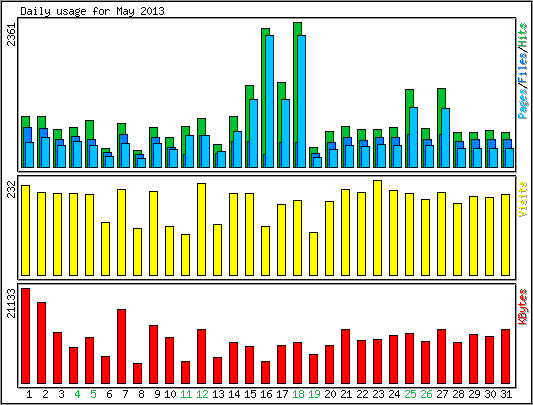 Daily usage for May 2013
2361
Pages/Files/Hits
232
Visits
21133
KBytes
1 2 3 4 5 6 7 8 9 10 11 12 13 14 15 16 17 18 19 20 21 22 23 24 25 26 27 28 29 30 31